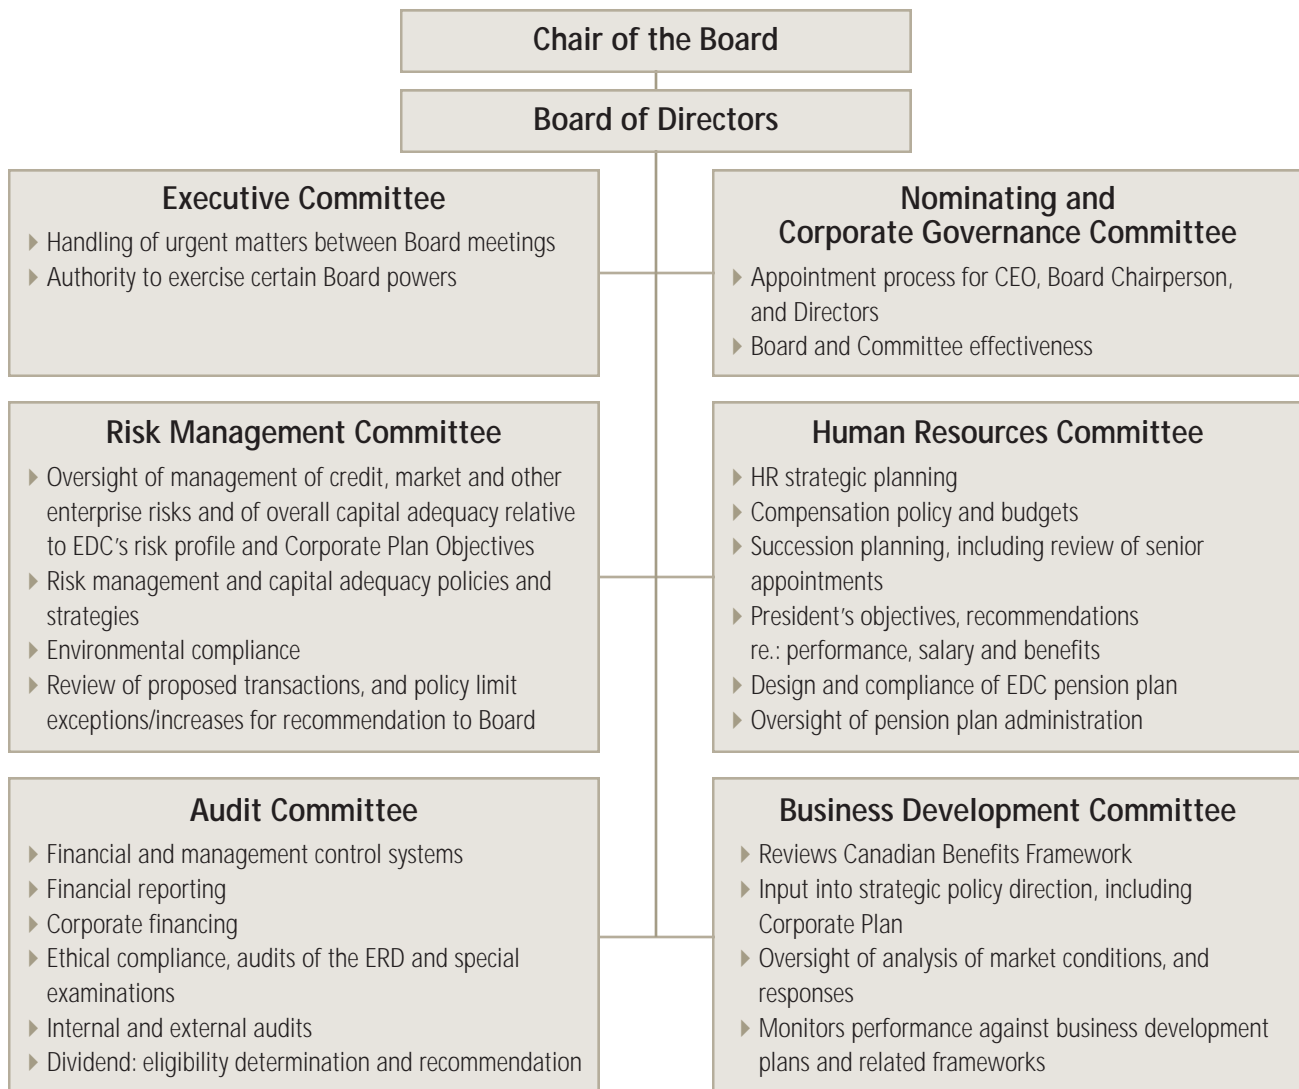 Chair of the Board
Board of Directors
Executive Committee
Handling of urgent matters between Board meetings
Authority to exercise certain Board powers
Nominating and
Corporate Governance Committee
Appointment process for CEO, Board Chairperson,
and Directors
Board and Committee effectiveness
Risk Management Committee
Oversight of management of credit, market and other
enterprise risks and of overall capital adequacy relative
to EDC's risk profile and Corporate Plan Objectives
Risk management and capital adequacy policies and
strategies
Environmental compliance
Review of proposed transactions, and policy limit
exceptions/increases for recommendation to Board
Human Resources Committee
HR strategic planning
Compensation policy and budgets
Succession planning, including review of senior
appointments
President's objectives, recommendations
re.: performance, salary and benefits
Design and compliance of EDC pension plan
Oversight of pension plan administration
Audit Committee
Financial and management control systems
Financial reporting
Corporate financing
Ethical compliance, audits of the ERD and special
examinations
Internal and external audits
Dividend: eligibility determination and recommendation
Business Development Committee
Reviews Canadian Benefits Framework
Input into strategic policy direction, including
Corporate Plan
Oversight of analysis of market conditions, and
responses
Monitors performance against business development
plans and related frameworks